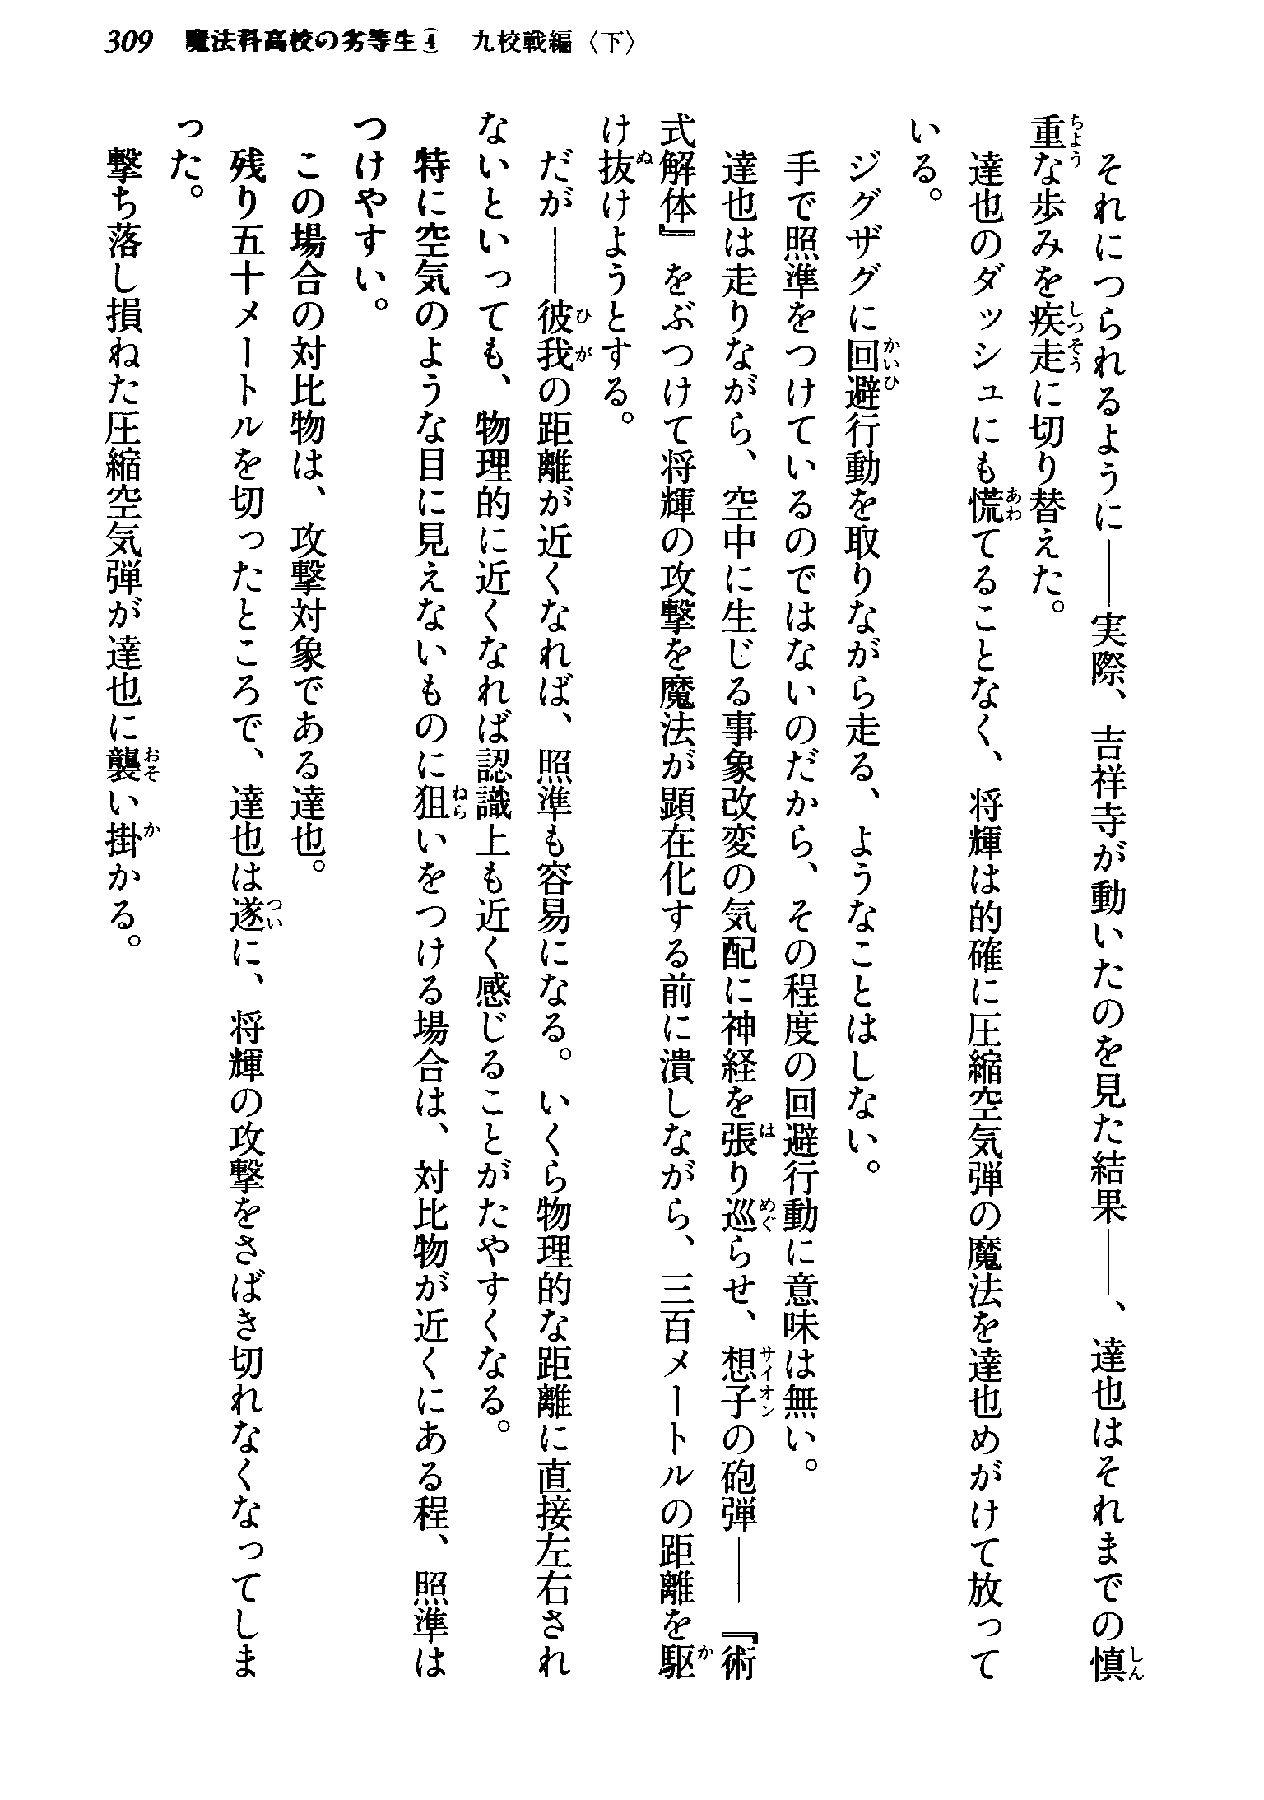 309　魔法科高校の劣等生④　九校戦編〈下〉
　それにつられるように――実際、吉祥寺が動いたのを見た結果――、達也はそれまでの慎
重な歩みを疾走に切り替えた。
　達也のダッシュにも慌てることなく、将輝は的確に圧縮空気弾の魔法を達也めがけて放って
いる。
　ジグザグに回避行動を取りながら走る、ようなことはしない。
　手で照準をつけているのではないのだから、その程度の回避行動に意味は無い。
　達也は走りながら、空中に生じる事象改変の気配に神経を張り巡らせ、想子の砲弾――『術
式解体』をぶつけて将輝の攻撃を魔法が顕在化する前に潰しながら、三百メートルの距離を駆
け抜けようとする。
　だが――彼我の距離が近くなれば、照準も容易になる。いくら物理的な距離に直接左右され
ないといっても、物理的に近くなれば認識上も近く感じることがたやすくなる。
　特に空気のような目に見えないものに狙いをつける場合は、対比物が近くにある程、照準は
つけやすい。
　この場合の対比物は、攻撃対象である達也。
　残り五十メートルを切ったところで、達也は遂に、将輝の攻撃をさばき切れなくなってしま
った。
　撃ち落し損ねた圧縮空気弾が達也に襲い掛かる。